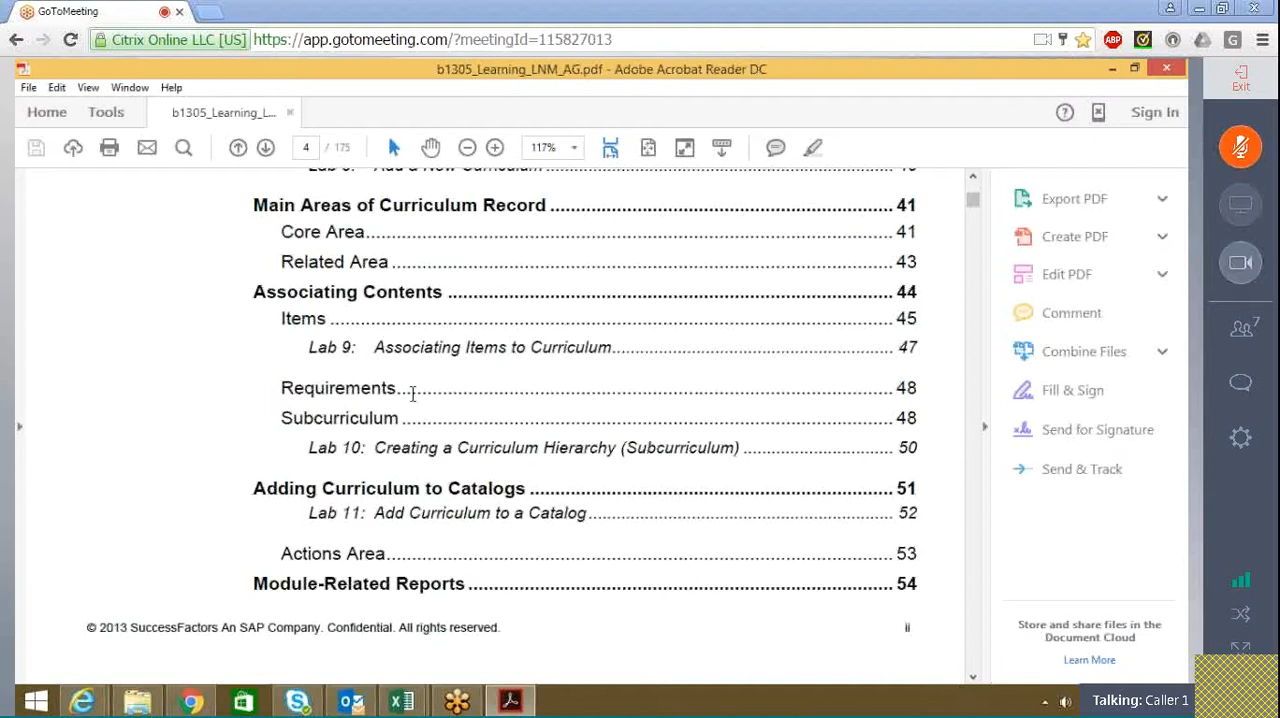 GoToMeeting
Citrix Online LLC [US] https://app.gotomeeting.com/?meetingId=115827013
ABP
G
b1305_Learning_LNM_AG.pdf - Adobe Acrobat Reader DC
Exit
File Edit View Window Help
Home Tools b1305_Learning_L... Sign In
4 / 175 117%
Main Areas of Curriculum Record 41
Core Area 41
Related Area 43
Associating Contents 44
Items 45
Lab 9: Associating Items to Curriculum 47
Requirements 48
Subcurriculum 48
Lab 10: Creating a Curriculum Hierarchy (Subcurriculum) 50
Adding Curriculum to Catalogs 51
Lab 11: Add Curriculum to a Catalog 52
Actions Area 53
Module-Related Reports 54
© 2013 SuccessFactors An SAP Company. Confidential. All rights reserved. ii
Export PDF
Create PDF
Edit PDF
Comment
Combine Files
Fill & Sign
Send for Signature
Send & Track
Store and share files in the
Document Cloud
Learn More
7
Talking: Caller 1